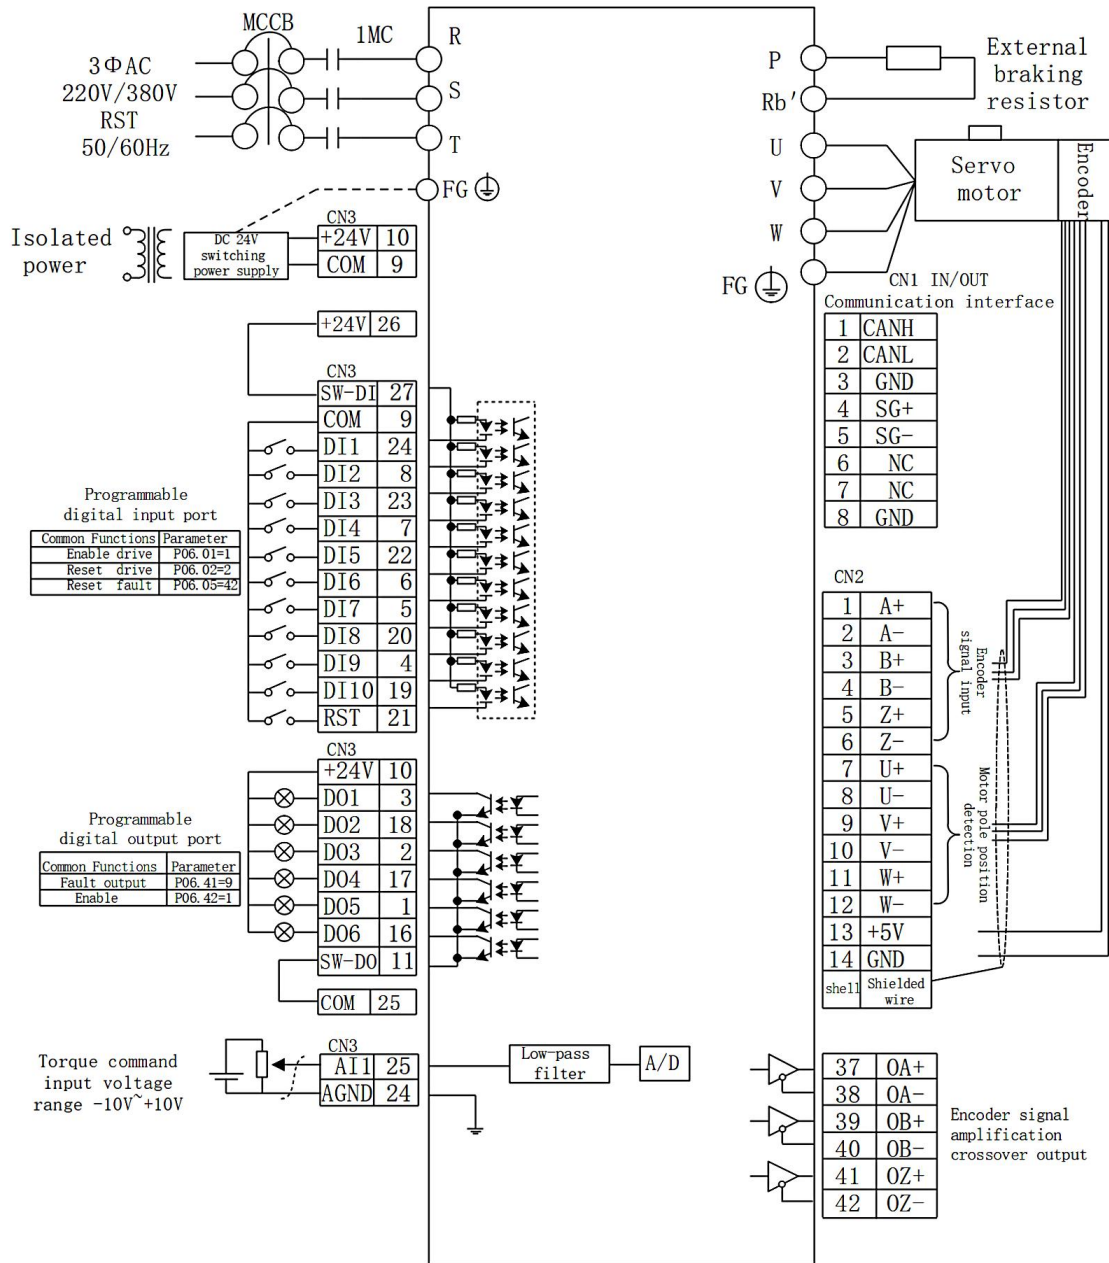 MCCB
1MC
3ΦAC
220V/380V
RST
50/60Hz
R
S
T
FG
Isolated
power
DC 24V
switching
power supply
CN3
+24V 10
COM 9
+24V 26
CN3
SW-DI 27
COM 9
DI1 24
DI2 8
DI3 23
DI4 7
DI5 22
DI6 6
DI7 5
DI8 20
DI9 4
DI10 19
RST 21
Programmable
digital input port
Common Functions Parameter
Enable drive P06.01=1
Reset drive P06.02=2
Reset fault P06.05=42
CN3
+24V 10
DO1 3
DO2 18
DO3 2
DO4 17
DO5 1
DO6 16
SW-DO 11
COM 25
Programmable
digital output port
Common Functions Parameter
Fault output P06.41=9
Enable P06.42=1
Torque command
input voltage
range -10V~+10V
CN3
AI1 25
AGND 24
Low-pass
filter
A/D
P
Rb'
U
V
W
FG
External
braking
resistor
Servo
motor
Encoder
CN1 IN/OUT
Communication interface
1 CANH
2 CANL
3 GND
4 SG+
5 SG-
6 NC
7 NC
8 GND
CN2
1 A+
2 A-
3 B+
4 B-
5 Z+
6 Z-
7 U+
8 U-
9 V+
10 V-
11 W+
12 W-
13 +5V
14 GND
shell Shielded
wire
Encoder
signal input
Motor pole position
detection
37 OA+
38 OA-
39 OB+
40 OB-
41 OZ+
42 OZ-
Encoder signal
amplification
crossover output